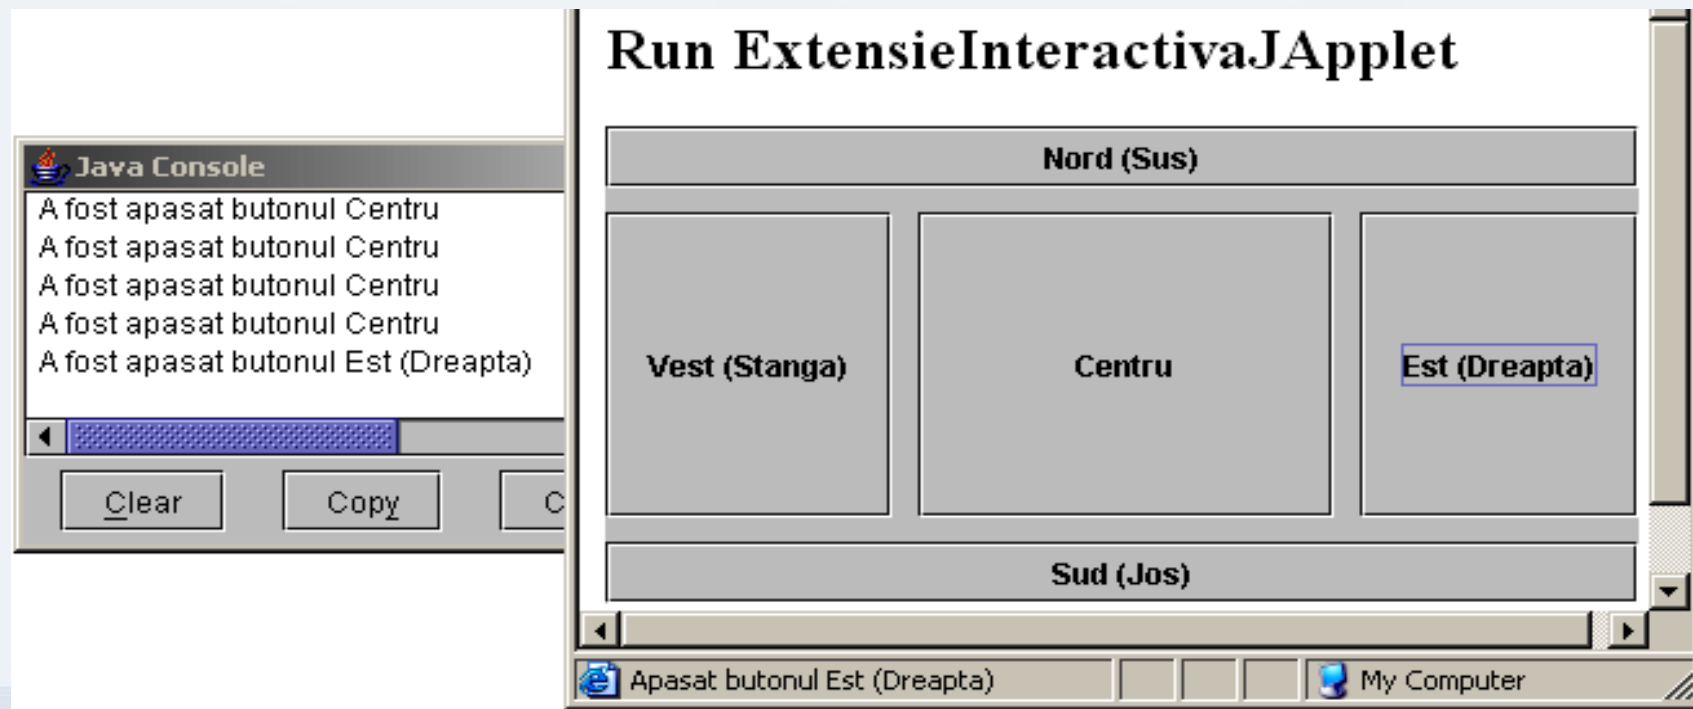 Run ExtensieInteractivaJApplet
Java Console
A fost apasat butonul Centru
A fost apasat butonul Centru
A fost apasat butonul Centru
A fost apasat butonul Centru
A fost apasat butonul Est (Dreapta)
Clear
Copy
C
Nord (Sus)
Vest (Stanga)
Centru
Est (Dreapta)
Sud (Jos)
Apasat butonul Est (Dreapta)
My Computer